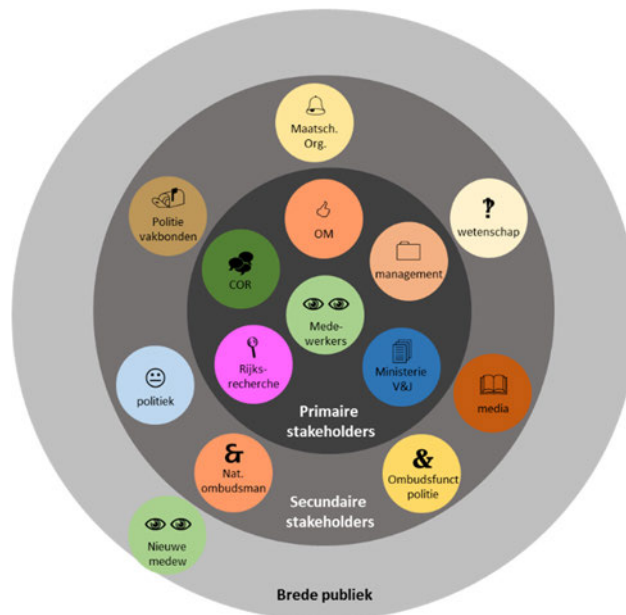 Maatsch.
Org.
Politie
vakbonden
OM
‽
wetenschap
COR
management
Mede-
werkers
Rijks-
recherche
Ministerie
V&J
politiek
media
Primaire
stakeholders
&
Nat.
ombudsman
&
Ombudsfunct
politie
Secundaire
stakeholders
Nieuwe
medew
Brede publiek